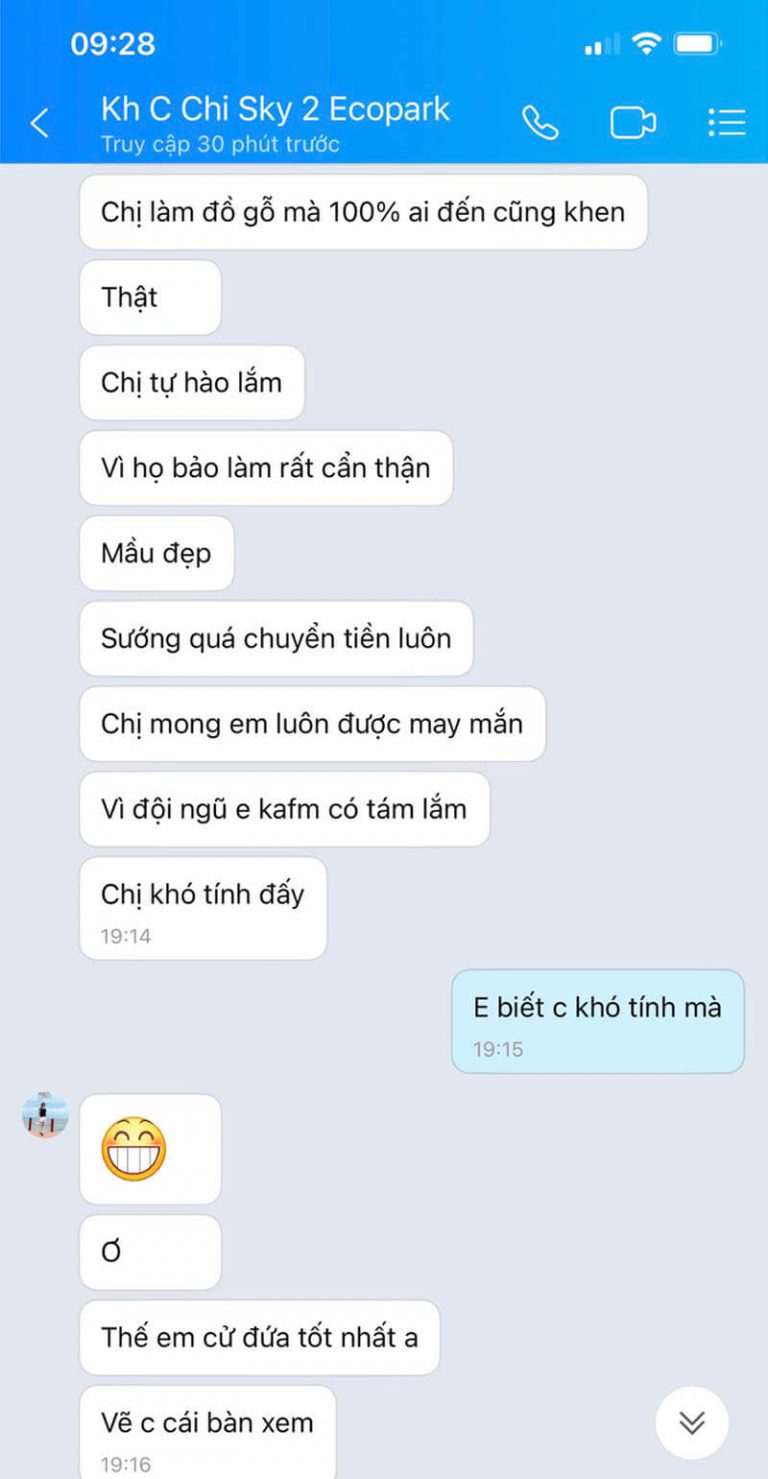 09:28
Kh C Chi Sky 2 Ecopark
Truy cập 30 phút trước
Chị làm đồ gỗ mà 100% ai đến cũng khen
Thật
Chị tự hào lắm
Vì họ bảo làm rất cẩn thận
Mầu đẹp
Sướng quá chuyển tiền luôn
Chị mong em luôn được may mắn
Vì đội ngũ e kafm có tám lắm
Chị khó tính đấy
19:14
E biết c khó tính mà
19:15
Ơ
Thế em cử đứa tốt nhất a
Vẽ c cái bàn xem
19:16